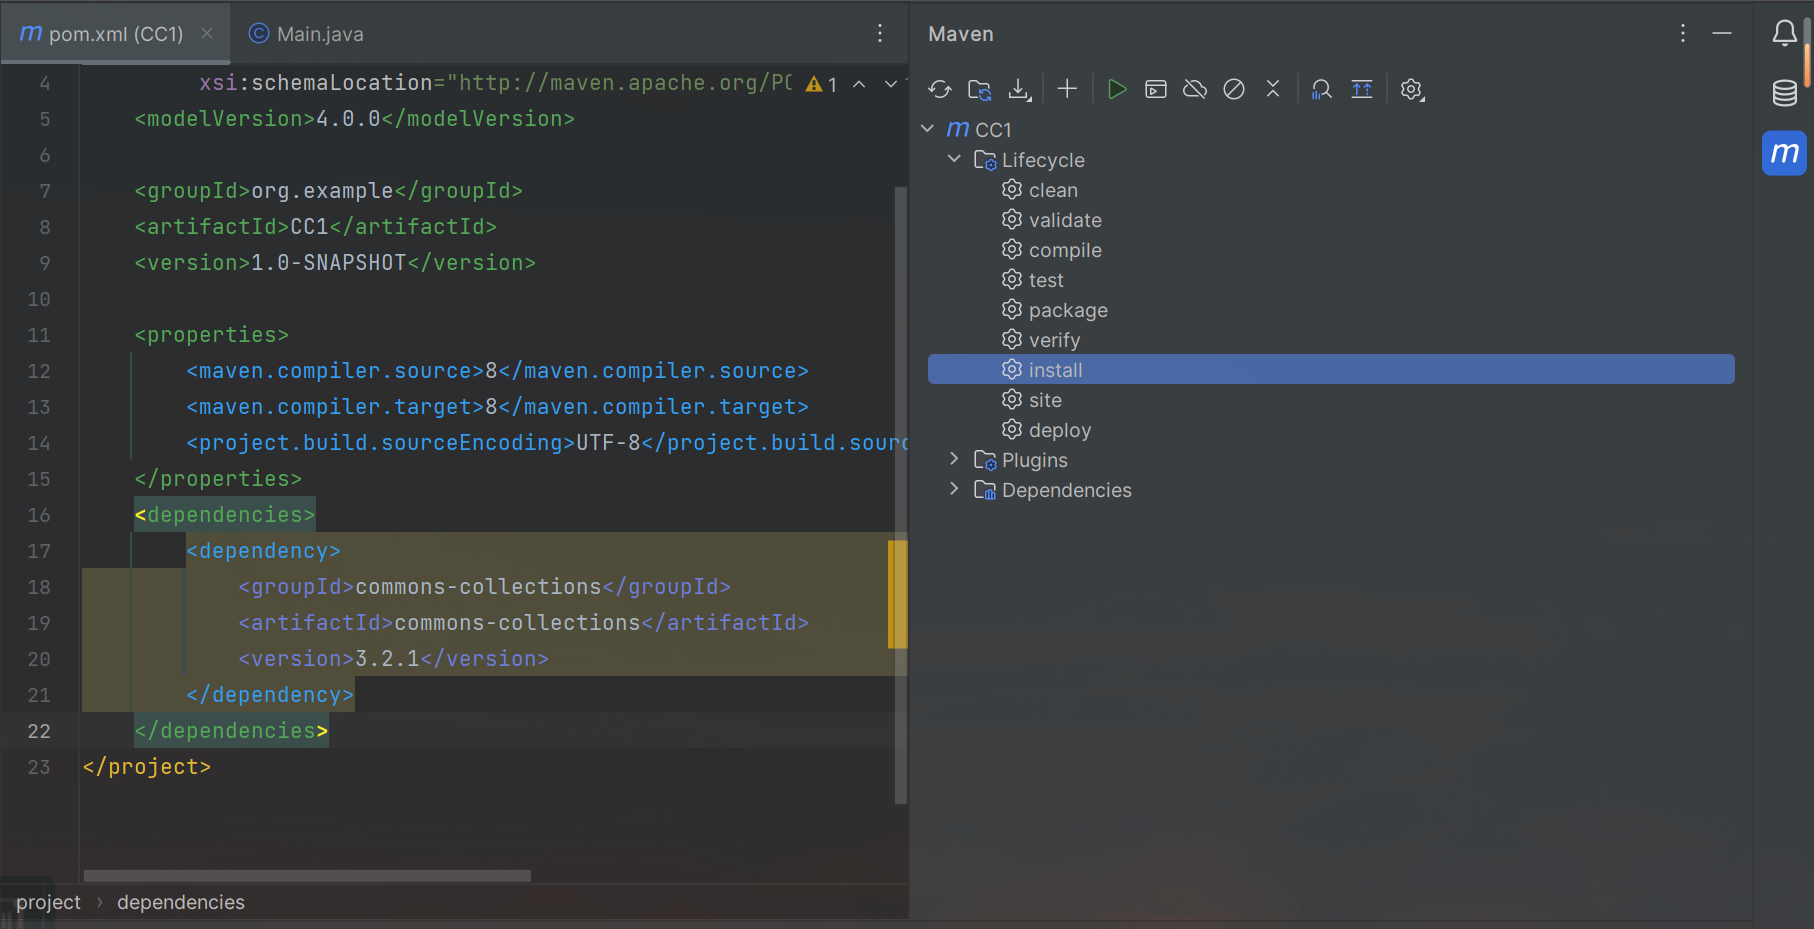 m pom.xml (CC1)
Main.java
4 xsi:schemaLocation="http://maven.apache.org/PO
1
5 <modelVersion>4.0.0</modelVersion>
6
7 <groupId>org.example</groupId>
8 <artifactId>CC1</artifactId>
9 <version>1.0-SNAPSHOT</version>
10
11 <properties>
12 <maven.compiler.source>8</maven.compiler.source>
13 <maven.compiler.target>8</maven.compiler.target>
14 <project.build.sourceEncoding>UTF-8</project.build.sourc
15 </properties>
16 <dependencies>
17 <dependency>
18 <groupId>commons-collections</groupId>
19 <artifactId>commons-collections</artifactId>
20 <version>3.2.1</version>
21 </dependency>
22 </dependencies>
23 </project>
project › dependencies
Maven
m CC1
Lifecycle
clean
validate
compile
test
package
verify
install
site
deploy
Plugins
Dependencies
m